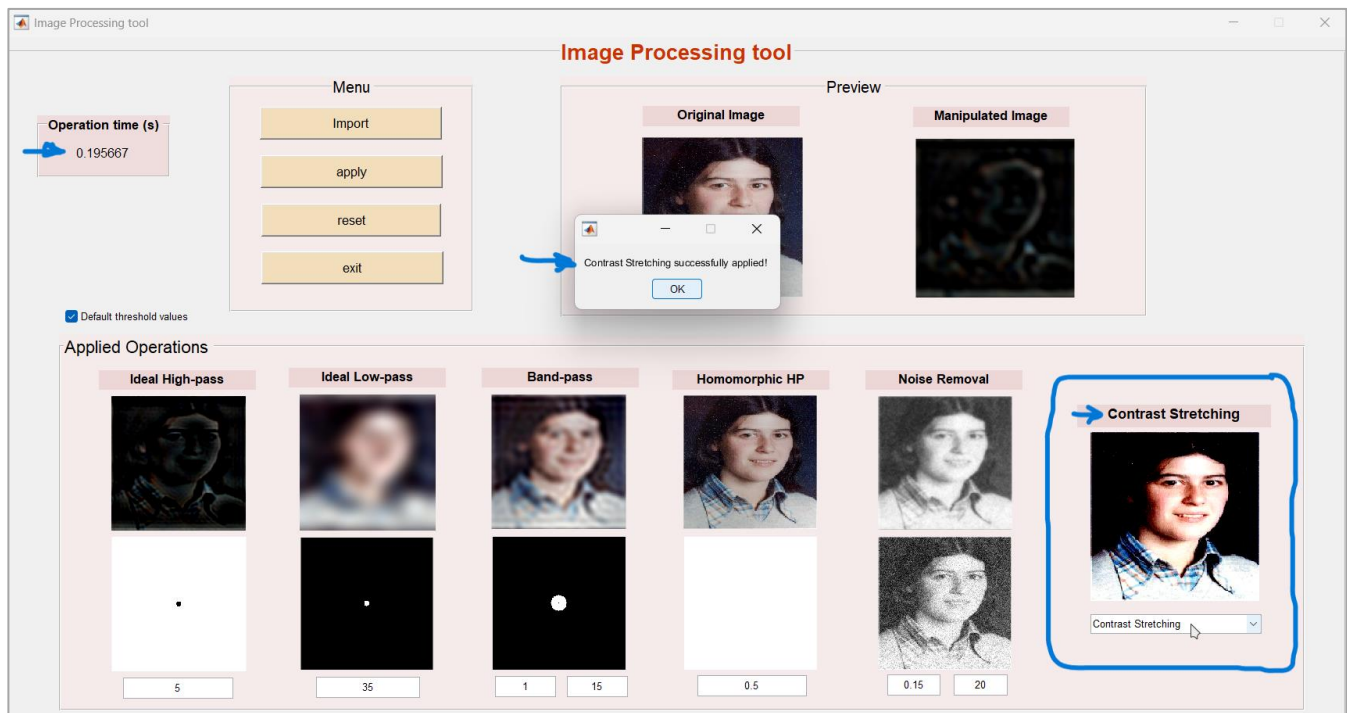 Image Processing tool
Image Processing tool
Menu
Preview
Operation time (s)
0.195667
Import
apply
reset
exit
Original Image
Manipulated Image
Contrast Stretching successfully applied!
OK
Default threshold values
Applied Operations
Ideal High-pass
Ideal Low-pass
Band-pass
Homomorphic HP
Noise Removal
Contrast Stretching
Contrast Stretching
5
35
1
15
0.5
0.15
20